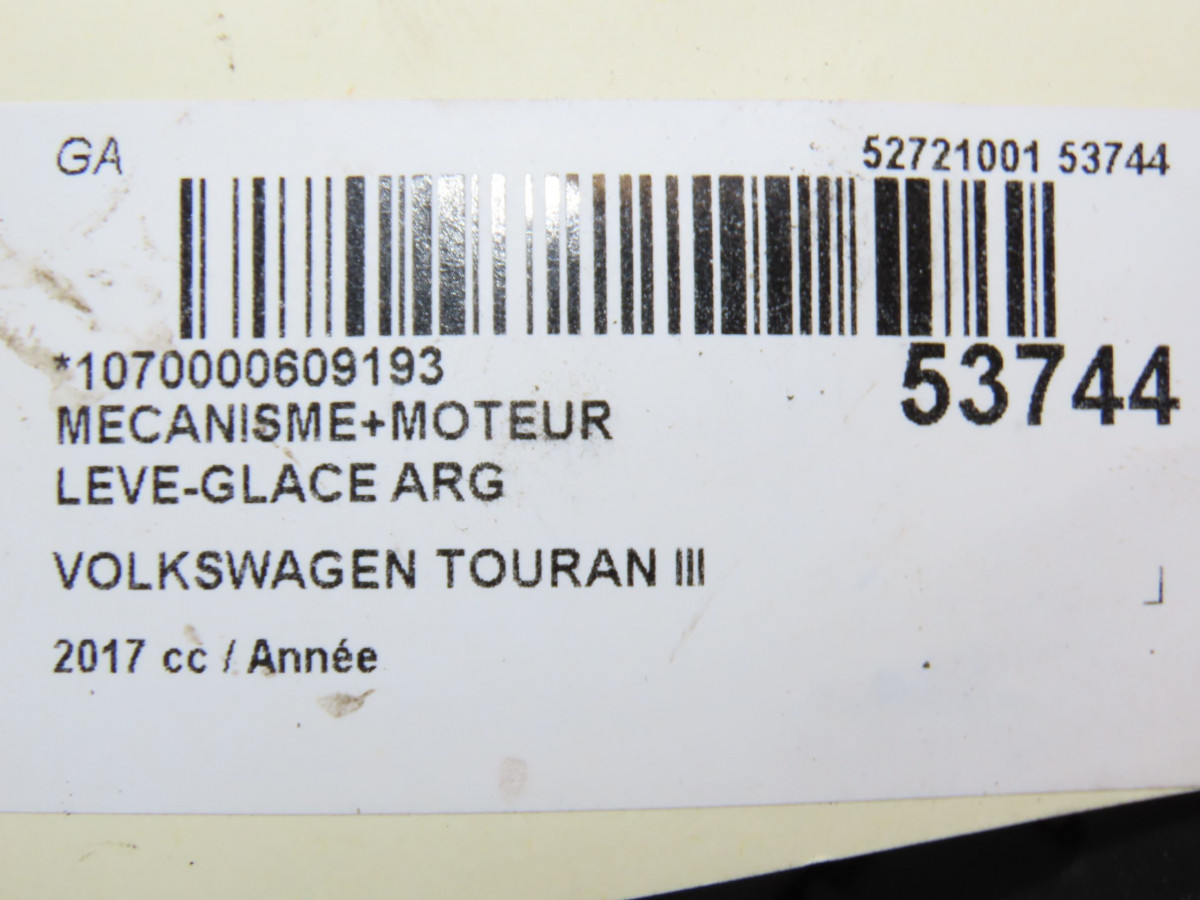 GA
52721001 53744
*1070000609193
53744
MECANISME+MOTEUR
LEVE-GLACE ARG
VOLKSWAGEN TOURAN III
2017 cc / Année